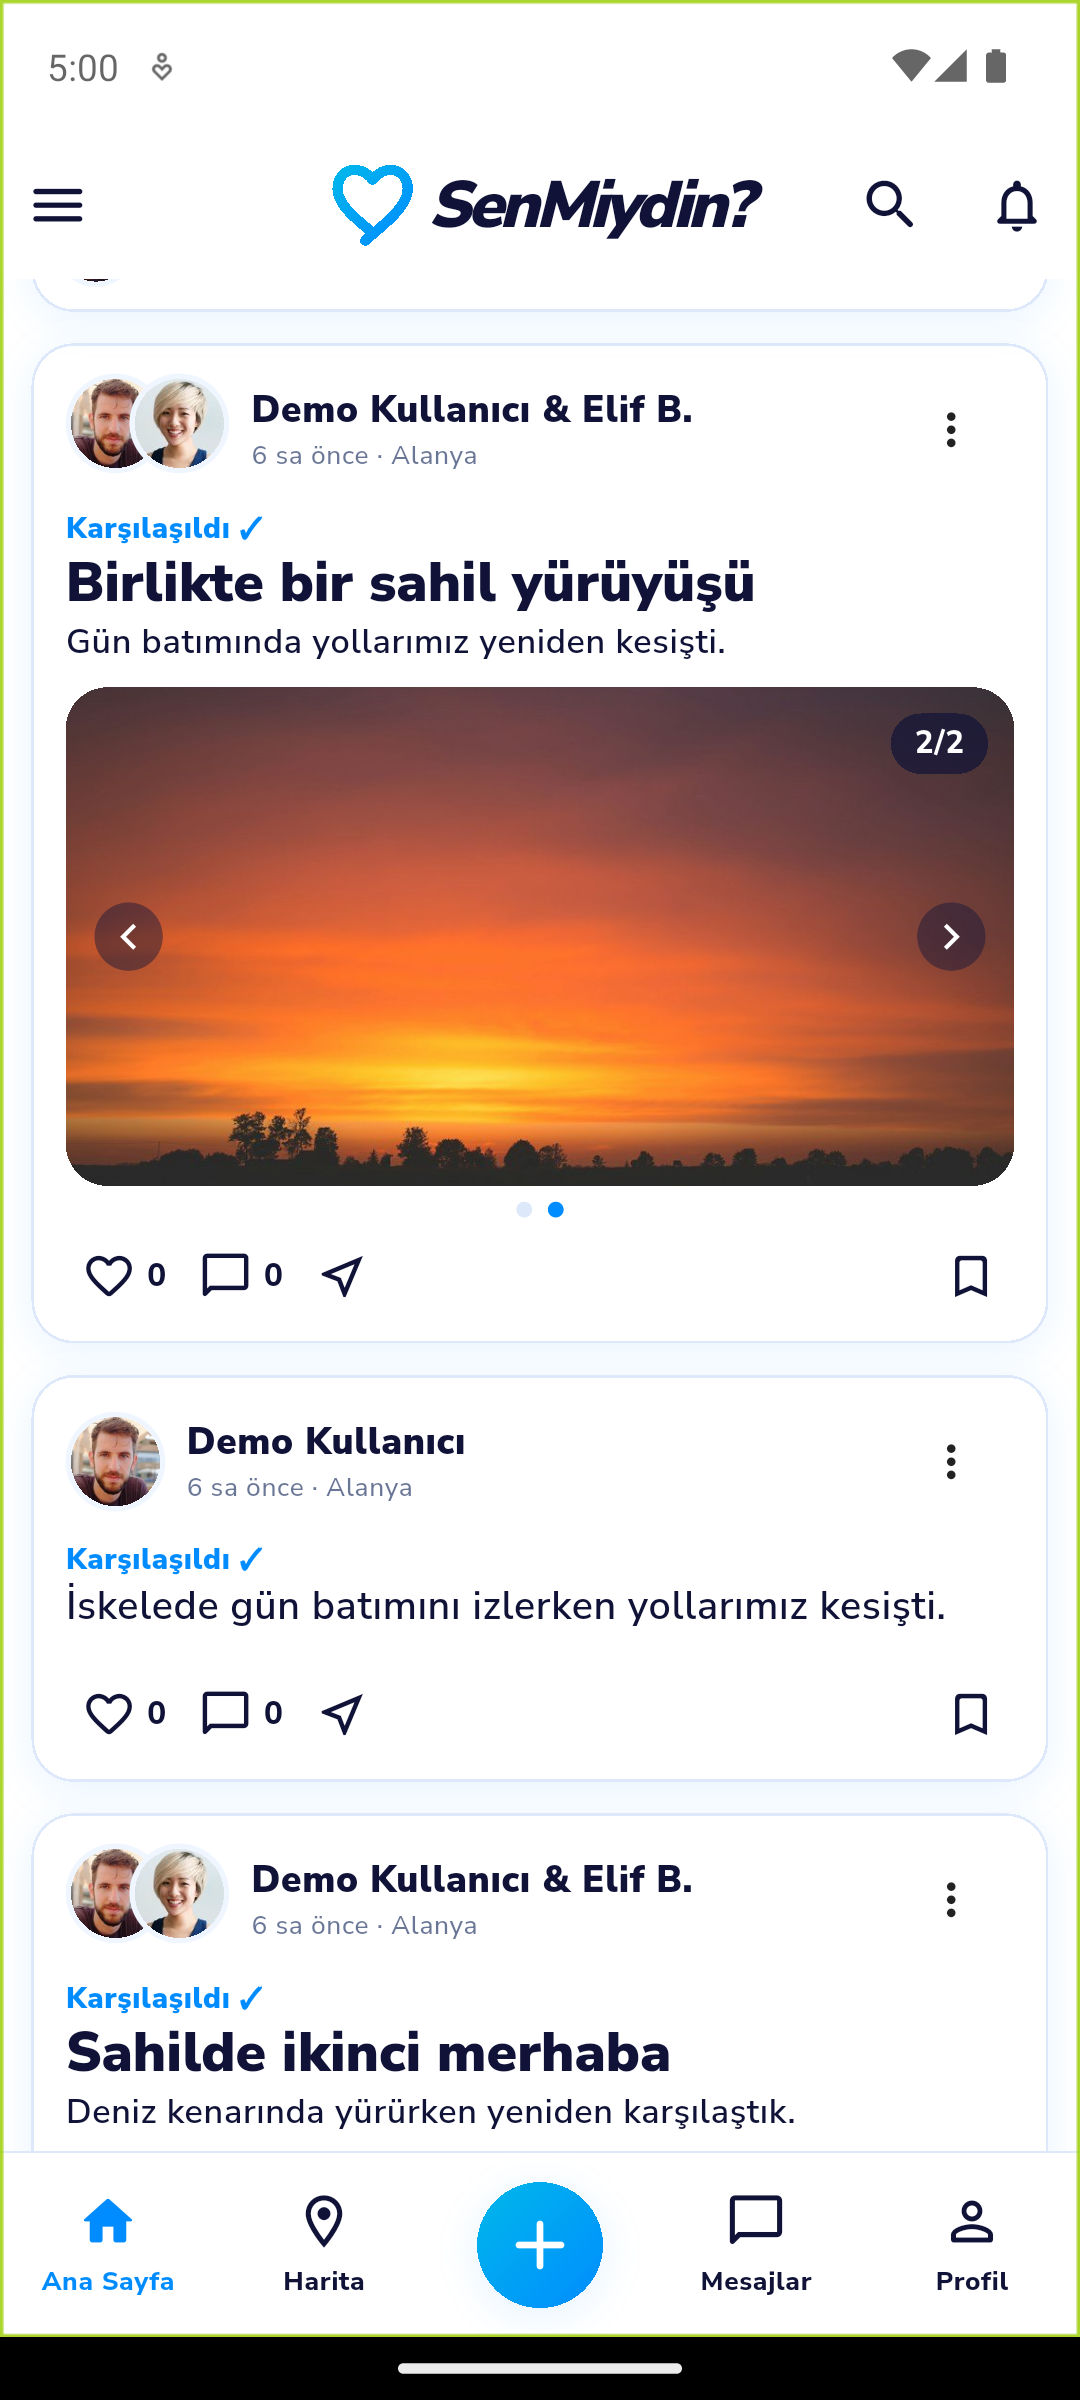 5:00
SenMiydin?
Demo Kullanıcı & Elif B.
6 sa önce · Alanya
Karşılaşıldı ✓
Birlikte bir sahil yürüyüşü
Gün batımında yollarımız yeniden kesişti.
2/2
0 0
Demo Kullanıcı
6 sa önce · Alanya
Karşılaşıldı ✓
İskelede gün batımını izlerken yollarımız kesişti.
0 0
Demo Kullanıcı & Elif B.
6 sa önce · Alanya
Karşılaşıldı ✓
Sahilde ikinci merhaba
Deniz kenarında yürürken yeniden karşılaştık.
Ana Sayfa Harita Mesajlar Profil